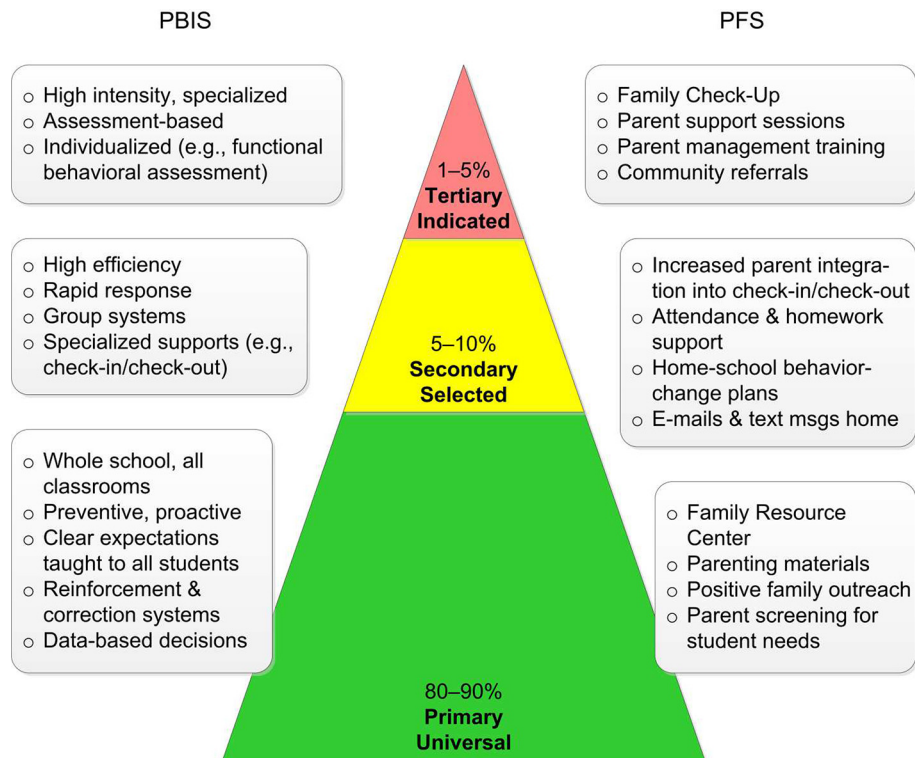 PBIS
PFS
○ High intensity, specialized
○ Assessment-based
○ Individualized (e.g., functional
behavioral assessment)
1–5%
Tertiary
Indicated
○ Family Check-Up
○ Parent support sessions
○ Parent management training
○ Community referrals
○ High efficiency
○ Rapid response
○ Group systems
○ Specialized supports (e.g.,
check-in/check-out)
5–10%
Secondary
Selected
○ Increased parent integra-
tion into check-in/check-out
○ Attendance & homework
support
○ Home-school behavior-
change plans
○ E-mails & text msgs home
○ Whole school, all
classrooms
○ Preventive, proactive
○ Clear expectations
taught to all students
○ Reinforcement &
correction systems
○ Data-based decisions
80–90%
Primary
Universal
○ Family Resource
Center
○ Parenting materials
○ Positive family outreach
○ Parent screening for
student needs